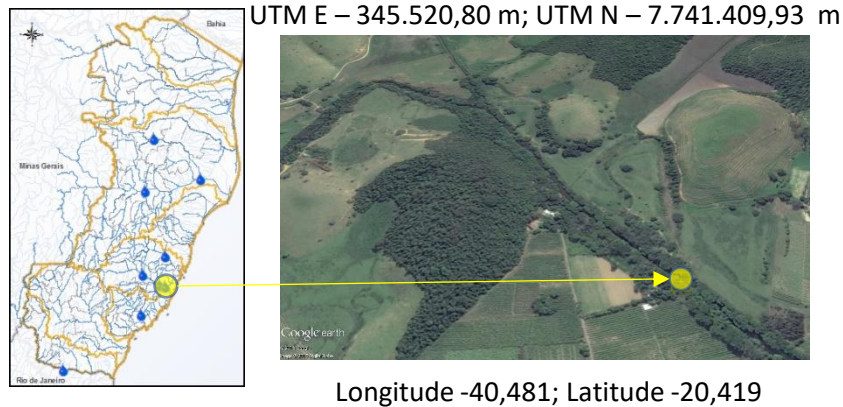 UTM E – 345.520,80 m; UTM N – 7.741.409,93 m
Bahia
Minas Gerais
Rio de Janeiro
Google earth
Longitude -40,481; Latitude -20,419